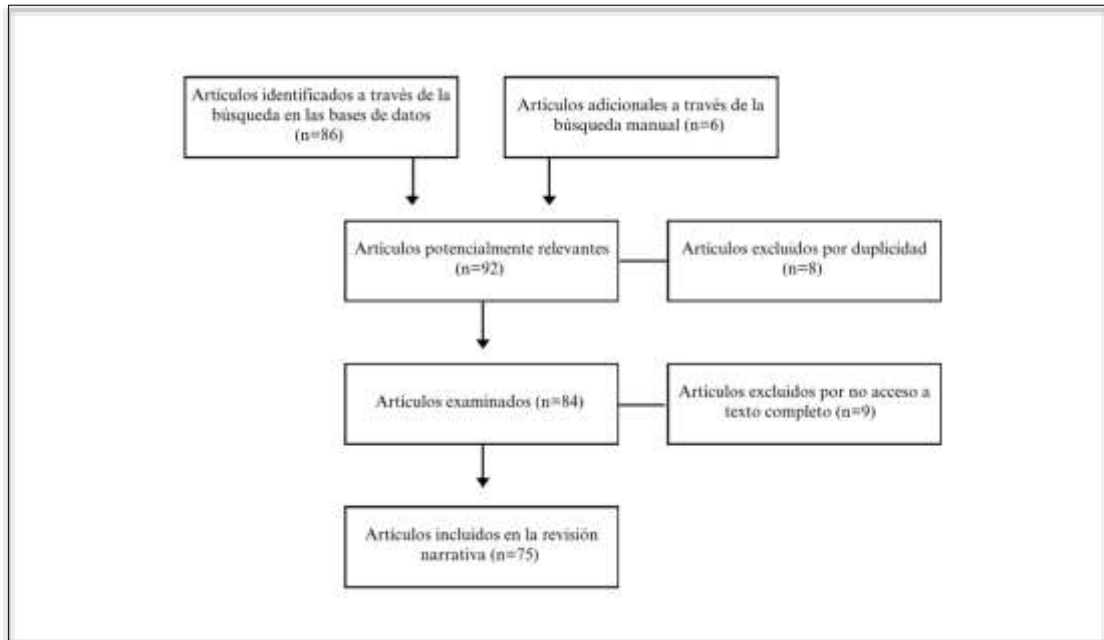 Artículos identificados a través de la
búsqueda en las bases de datos
(n=86)
Artículos adicionales a través de la
búsqueda manual (n=6)
Artículos potencialmente relevantes
(n=92)
Artículos excluidos por duplicidad
(n=8)
Artículos examinados (n=84)
Artículos excluidos por no acceso a
texto completo (n=9)
Artículos incluidos en la revisión
narrativa (n=75)